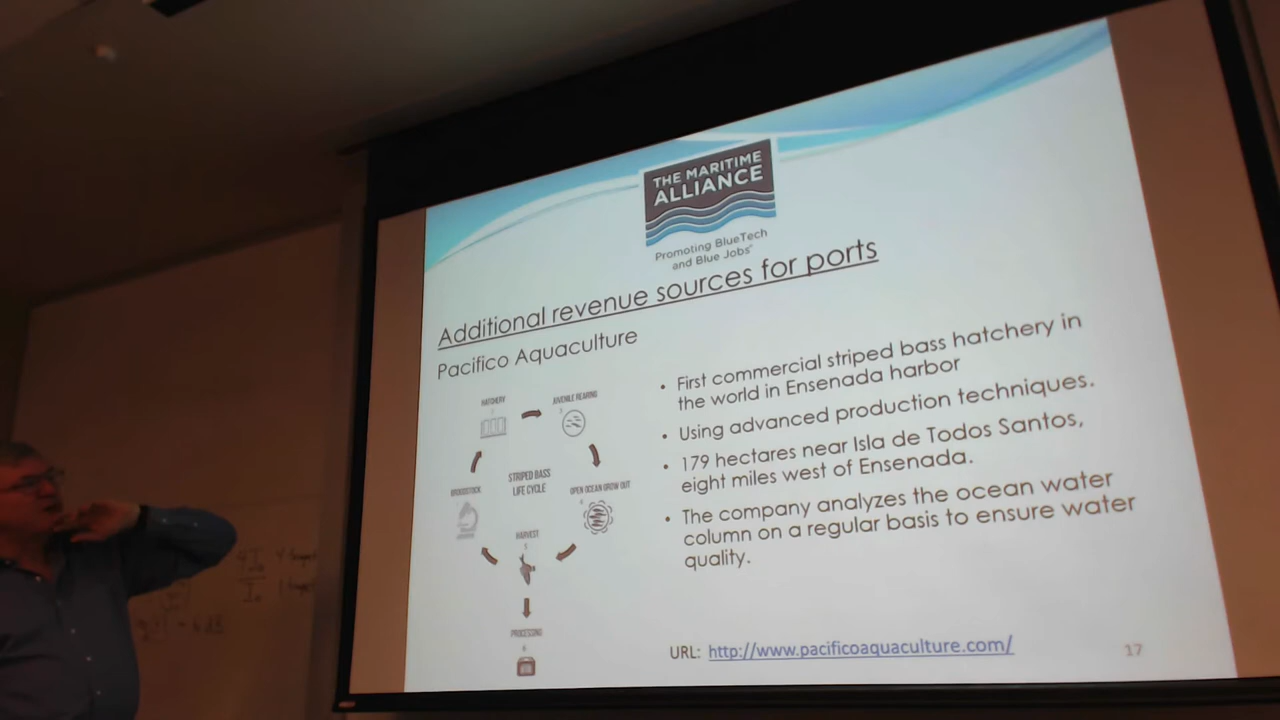 THE MARITIME
ALLIANCE
Promoting BlueTech
and Blue Jobs
Additional revenue sources for ports
Pacifico Aquaculture
• First commercial striped bass hatchery in
the world in Ensenada harbor
• Using advanced production techniques.
• 179 hectares near Isla de Todos Santos,
eight miles west of Ensenada.
• The company analyzes the ocean water
column on a regular basis to ensure water
quality.
HATCHERY
JUVENILE REARING
STRIPED BASS
LIFE CYCLE
BROODSTOCK
OPEN OCEAN GROW OUT
HARVEST
PROCESSING
URL: http://www.pacificoaquaculture.com/
17